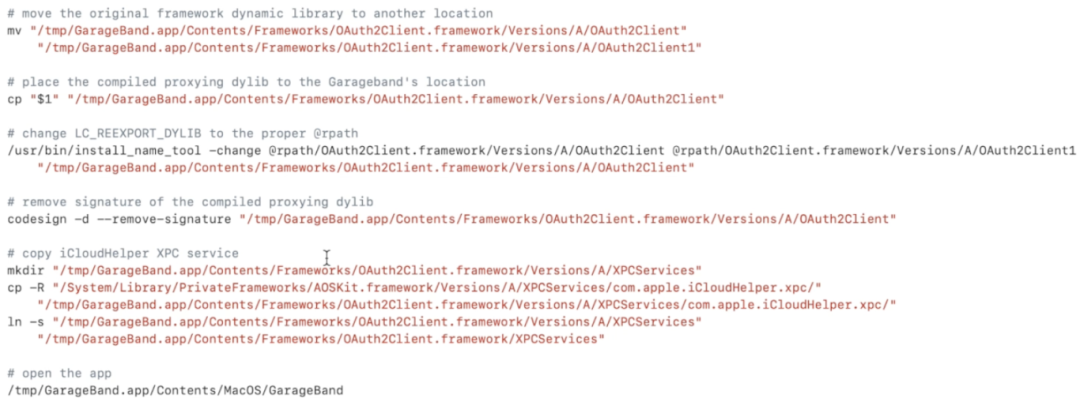 # move the original framework dynamic library to another location
mv "/tmp/GarageBand.app/Contents/Frameworks/OAuth2Client.framework/Versions/A/OAuth2Client"
"/tmp/GarageBand.app/Contents/Frameworks/OAuth2Client.framework/Versions/A/OAuth2Client1"
# place the compiled proxying dylib to the Garageband's location
cp "$1" "/tmp/GarageBand.app/Contents/Frameworks/OAuth2Client.framework/Versions/A/OAuth2Client"
# change LC_REEXPORT_DYLIB to the proper @rpath
/usr/bin/install_name_tool -change @rpath/OAuth2Client.framework/Versions/A/OAuth2Client @rpath/OAuth2Client.framework/Versions/A/OAuth2Client1
"/tmp/GarageBand.app/Contents/Frameworks/OAuth2Client.framework/Versions/A/OAuth2Client"
# remove signature of the compiled proxying dylib
codesign -d --remove-signature "/tmp/GarageBand.app/Contents/Frameworks/OAuth2Client.framework/Versions/A/OAuth2Client"
# copy iCloudHelper XPC service
mkdir "/tmp/GarageBand.app/Contents/Frameworks/OAuth2Client.framework/Versions/A/XPCServices"
cp -R "/System/Library/PrivateFrameworks/AOSKit.framework/Versions/A/XPCServices/com.apple.iCloudHelper.xpc/"
"/tmp/GarageBand.app/Contents/Frameworks/OAuth2Client.framework/Versions/A/XPCServices/com.apple.iCloudHelper.xpc/"
ln -s "/tmp/GarageBand.app/Contents/Frameworks/OAuth2Client.framework/Versions/A/XPCServices"
"/tmp/GarageBand.app/Contents/Frameworks/OAuth2Client.framework/XPCServices"
# open the app
/tmp/GarageBand.app/Contents/MacOS/GarageBand